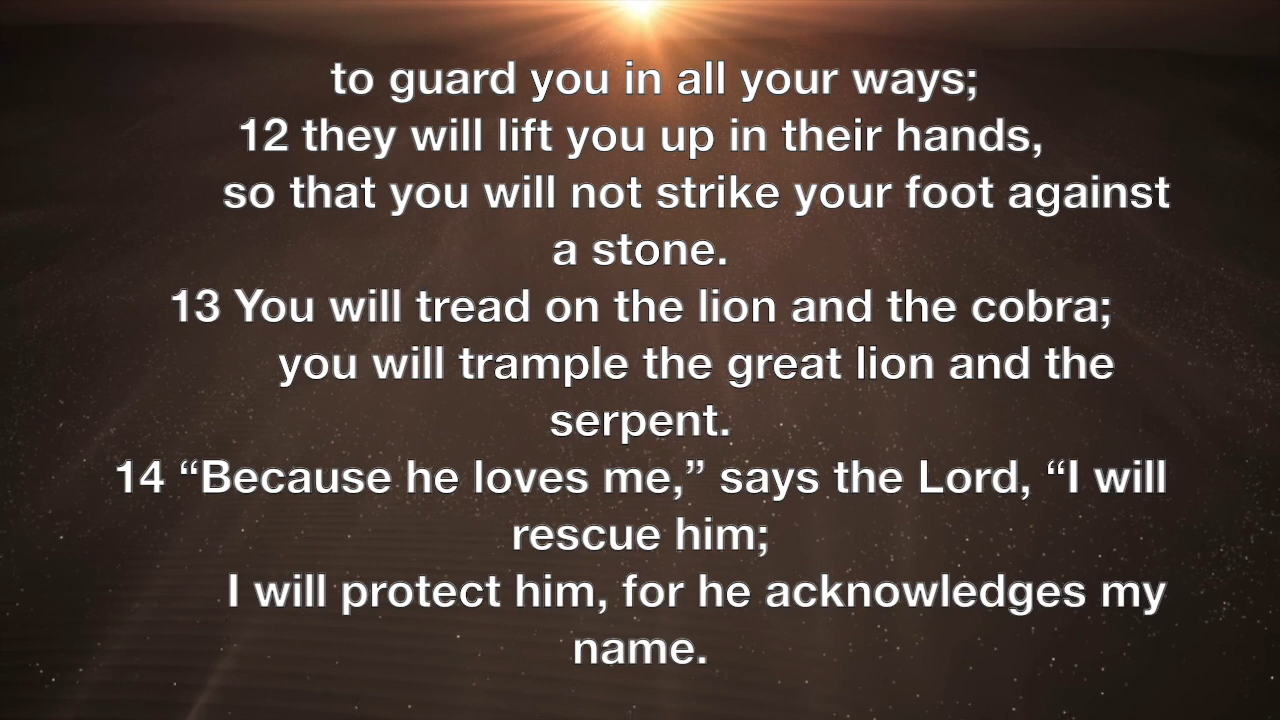 to guard you in all your ways;
12 they will lift you up in their hands,
so that you will not strike your foot against
a stone.
13 You will tread on the lion and the cobra;
you will trample the great lion and the
serpent.
14 “Because he loves me,” says the Lord, “I will
rescue him;
I will protect him, for he acknowledges my
name.